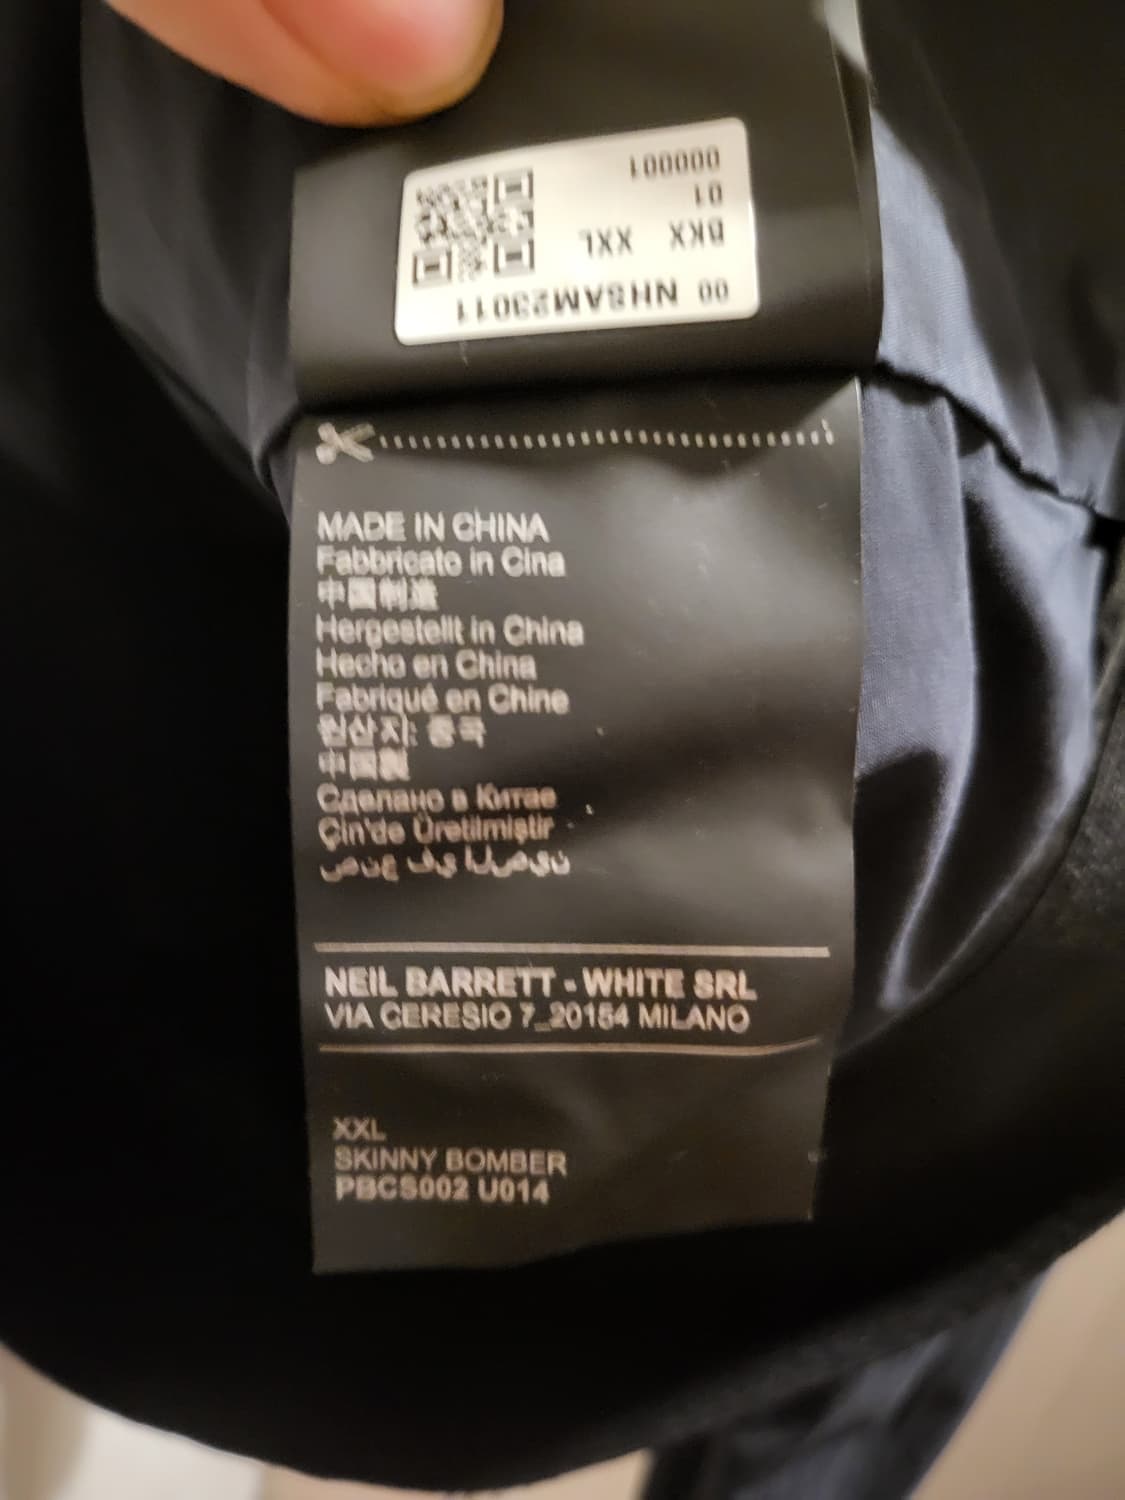 00 NHSAM23011
BKX XXL
01
000001
MADE IN CHINA
Fabbricato in Cina
中国制造
Hergestellt in China
Hecho en China
Fabriqué en Chine
원산지: 중국
中國製
Сделано в Китае
Çin'de Üretilmiştir
صنع في الصين
NEIL BARRETT - WHITE SRL
VIA CERESIO 7_20154 MILANO
XXL
SKINNY BOMBER
PBCS002 U014